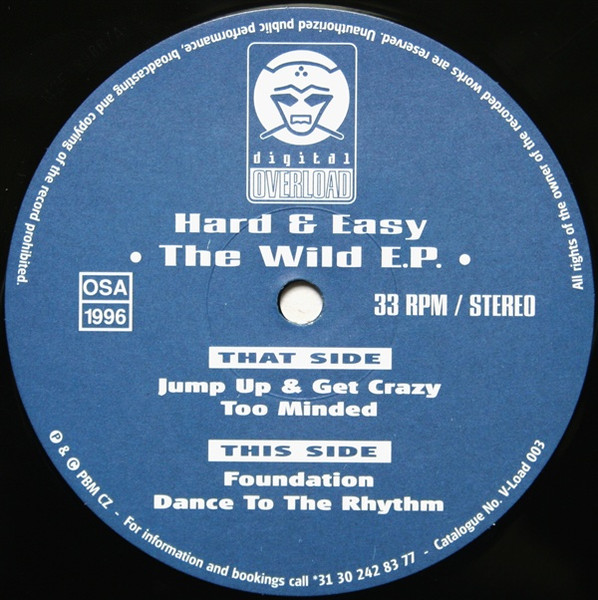 All rights of the owner of the recorded works are reserved. Unauthorized public performance, broadcasting and copying of the record prohibited.
digital
OVERLOAD
Hard & Easy
• The Wild E.P. •
OSA
1996
33 RPM / STEREO
THAT SIDE
Jump Up & Get Crazy
Too Minded
THIS SIDE
Foundation
Dance To The Rhythm
℗ & © PBM CZ - For information and bookings call *31 30 242 83 77 - Catalogue No. V-Load 003